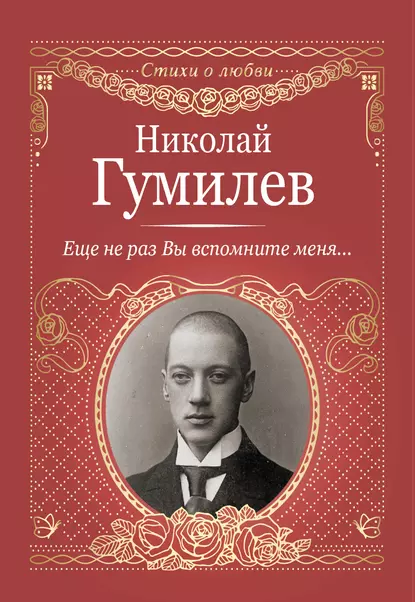 Стихи о любви
Николай
Гумилев
Еще не раз Вы вспомните меня...